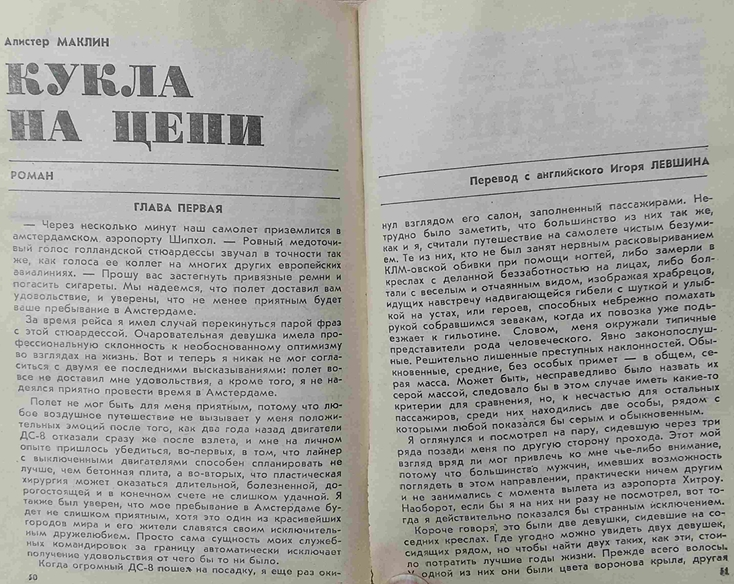 Алистер МАКЛИН
КУКЛА
НА ЦЕПИ
РОМАН
ГЛАВА ПЕРВАЯ
— Через несколько минут наш самолет приземлится в
амстердамском аэропорту Шипхол. — Ровный медоточи-
вый голос голландской стюардессы звучал в точности так
же, как голоса ее коллег на многих других европейских
авиалиниях. — Прошу вас застегнуть привязные ремни и
погасить сигареты. Мы надеемся, что полет доставил вам
удовольствие, и уверены, что не менее приятным будет
ваше пребывание в Амстердаме.
За время рейса я имел случай перекинуться парой фраз
с этой стюардессой. Очаровательная девушка имела про-
фессиональную склонность к необоснованному оптимизму
во взглядах на жизнь. Вот и теперь я никак не мог согла-
ситься с двумя ее последними высказываниями: полет во-
все не доставил мне удовольствия, а кроме того, я не на-
деялся приятно провести время в Амстердаме.
Полет не мог быть для меня приятным, потому что лю-
бое воздушное путешествие не вызывает у меня положи-
тельных эмоций после того, как два года назад двигатели
ДС-8 отказали сразу же после взлета, и мне на личном
опыте пришлось убедиться, во-первых, в том, что лайнер
с выключенными двигателями способен спланировать не
лучше, чем бетонная плита, а во-вторых, что пластическая
хирургия может оказаться длительной, болезненной, до-
рогостоящей и в конечном счете не слишком удачной. Я
также был уверен, что мое пребывание в Амстердаме бу-
дет не слишком приятным, хотя это один из красивейших
городов мира и его жители славятся своим исключитель-
ным дружелюбием. Просто сама сущность моих служеб-
ных командировок за границу автоматически исключает
получение удовольствия от чего бы то ни было.
Когда огромный ДС-8 пошел на посадку, я еще раз оки-
50
Перевод с английского Игоря ЛЕВШИНА
нул взглядом его салон, заполненный пассажирами. Не-
трудно было заметить, что большинство из них так же,
как и я, считали путешествие на самолете чистым безуми-
ем. Те из них, кто не был занят нервным расковыриванием
КЛМ-овской обивки при помощи ногтей, либо замерли в
креслах с деланной беззаботностью на лицах, либо бол-
тали с веселым и отчаянным видом, изображая храбрецов,
идущих навстречу надвигающейся гибели с шуткой и улыб-
кой на устах, или героев, способных небрежно помахать
рукой собравшимся зевакам, когда их повозка уже подъ-
езжает к гильотине. Словом, меня окружали типичные
представители рода человеческого. Явно законопослуш-
ные. Решительно лишенные преступных наклонностей. Обы-
кновенные, средние, без особых примет — в общем, се-
рая масса. Может быть, несправедливо было назвать их
серой массой, следовало бы в этом случае иметь какие-то
критерии для сравнения, но, к несчастью для остальных
пассажиров, среди них находились две особы, рядом с
которыми любой показался бы серым и обыкновенным.
Я оглянулся и посмотрел на пару, сидевшую через три
ряда позади меня по другую сторону прохода. Этот мой
взгляд вряд ли мог привлечь ко мне чье-либо внимание,
потому что большинство мужчин, имевших возможность
поглядеть в этом направлении, практически ничем другим
и не занимались с момента вылета из аэропорта Хитроу.
Наоборот, если бы я на них ни разу не посмотрел, вот то-
гда я действительно показался бы странным исключением.
Короче говоря, это были две девушки, сидевшие на со-
седних креслах. Где угодно можно увидеть двух девушек,
сидящих рядом, но чтобы найти двух таких, как эти, стои-
ло потратить лучшие годы жизни. Прежде всего волосы.
У одной из них они были цвета воронова крыла, другая
51